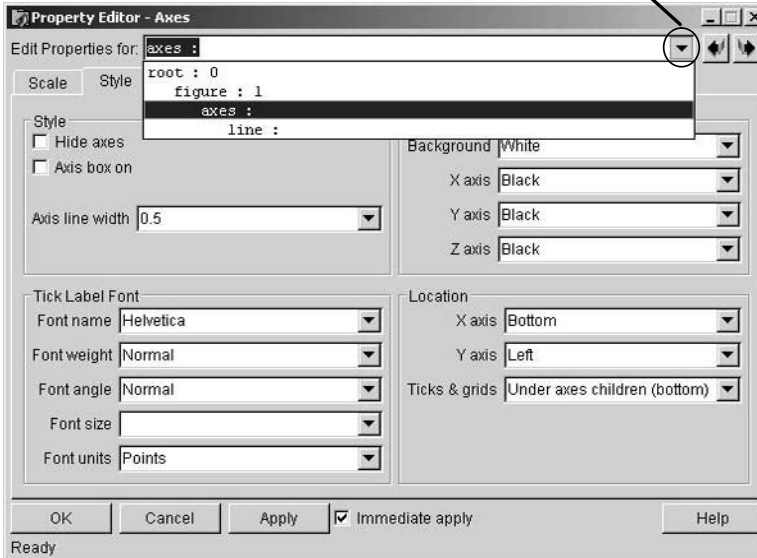 Property Editor - Axes
Edit Properties for: axes :
root : 0
figure : 1
axes :
line :
Scale
Style
Style
Hide axes
Axis box on
Axis line width 0.5
Background White
X axis Black
Y axis Black
Z axis Black
Tick Label Font
Font name Helvetica
Font weight Normal
Font angle Normal
Font size
Font units Points
Location
X axis Bottom
Y axis Left
Ticks & grids Under axes children (bottom)
OK
Cancel
Apply
Immediate apply
Help
Ready